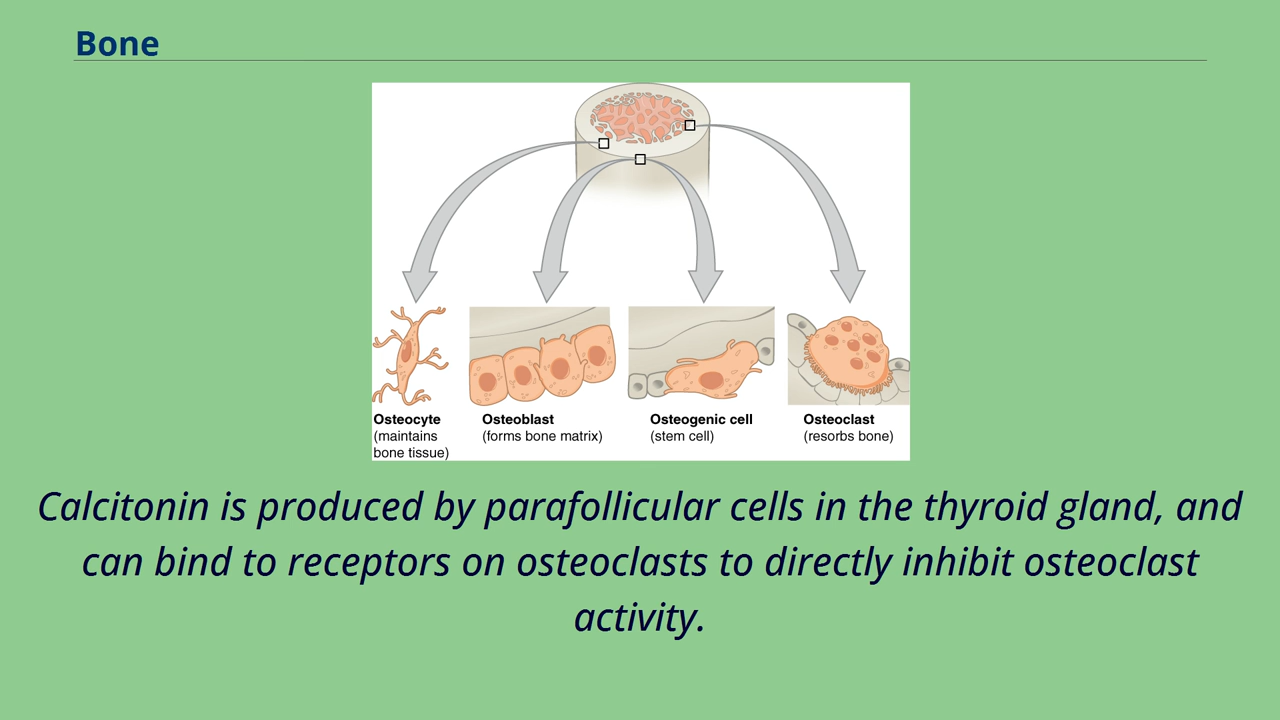 Bone
Osteocyte
(maintains
bone tissue)
Osteoblast
(forms bone matrix)
Osteogenic cell
(stem cell)
Osteoclast
(resorbs bone)
Calcitonin is produced by parafollicular cells in the thyroid gland, and
can bind to receptors on osteoclasts to directly inhibit osteoclast
activity.